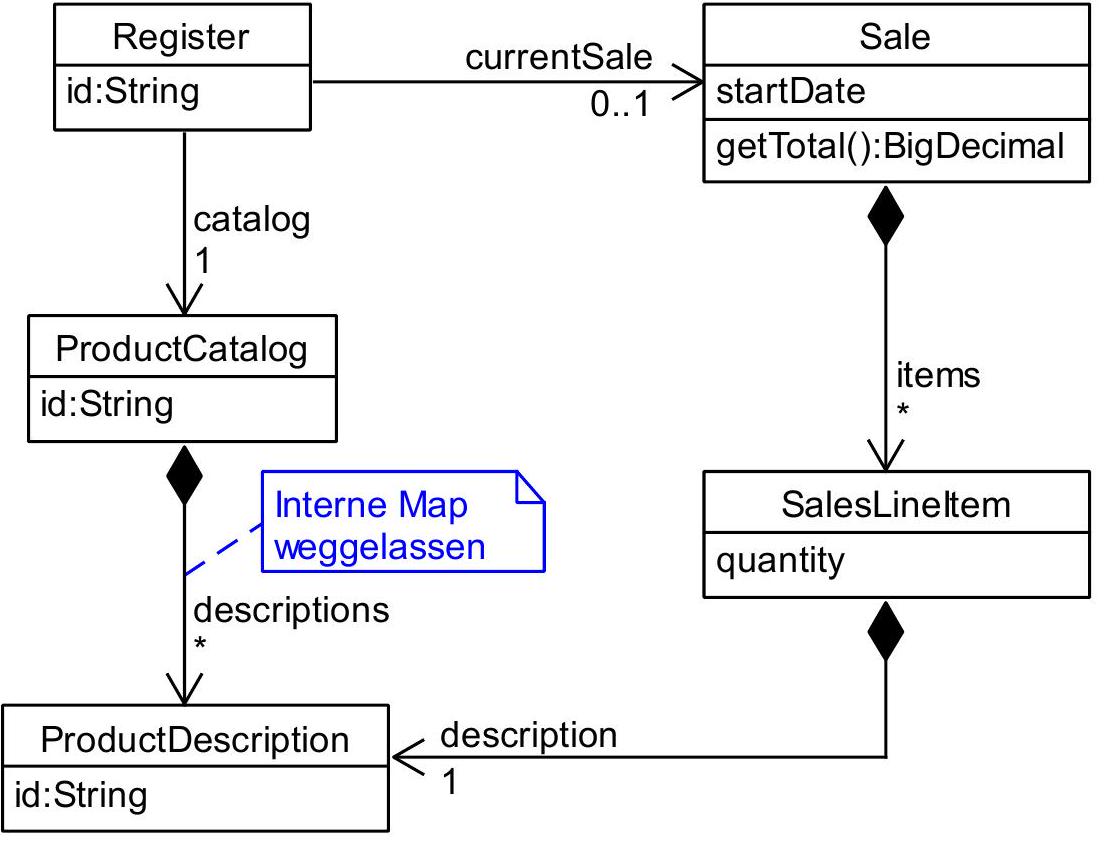 Register
id:String
currentSale
0..1
Sale
startDate
getTotal():BigDecimal
catalog
1
ProductCatalog
id:String
items
*
Interne Map
weggelassen
SalesLineItem
quantity
descriptions
*
ProductDescription
id:String
description
1